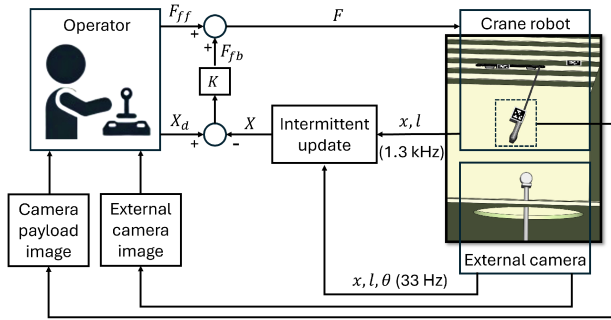 Operator
F_ff
F
Crane robot
+
+
F_fb
K
X_d
X
+
-
Intermittent
update
x, l
(1.3 kHz)
Camera
payload
image
External
camera
image
x, l, θ (33 Hz)
External camera